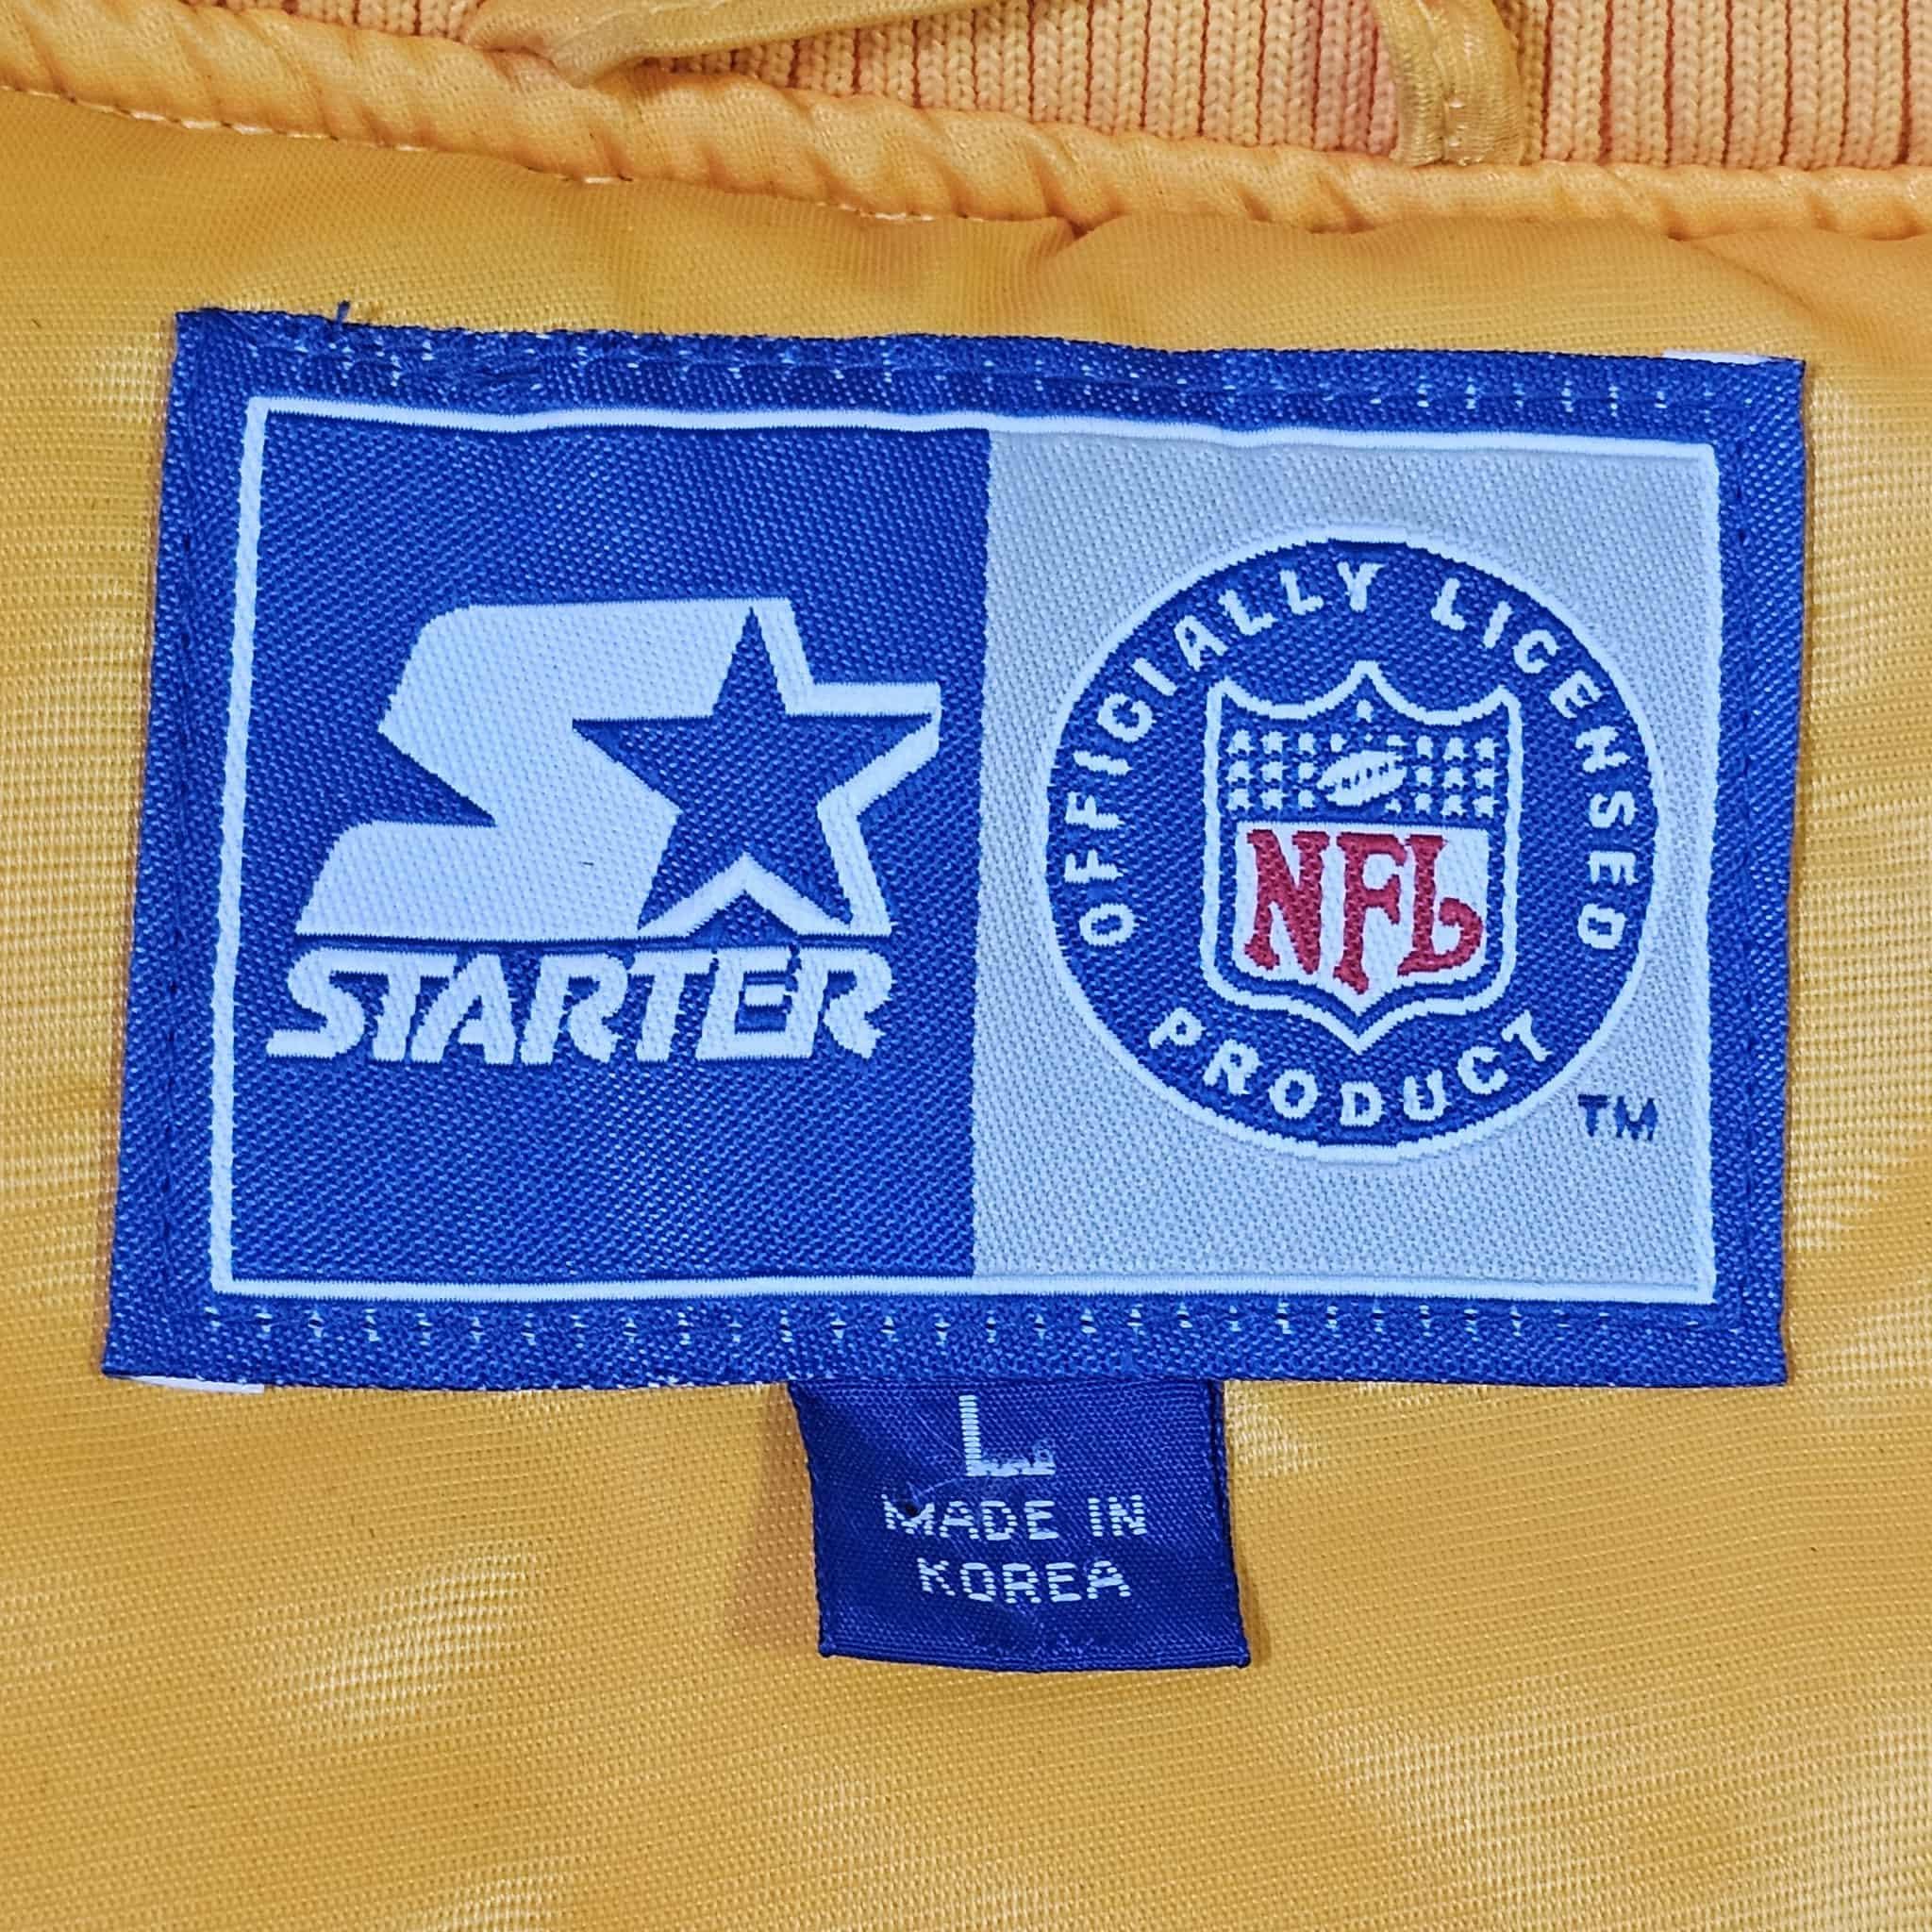 STARTER
OFFICIALLY LICENSED
NFL
PRODUCT
TM
L
MADE IN
KOREA